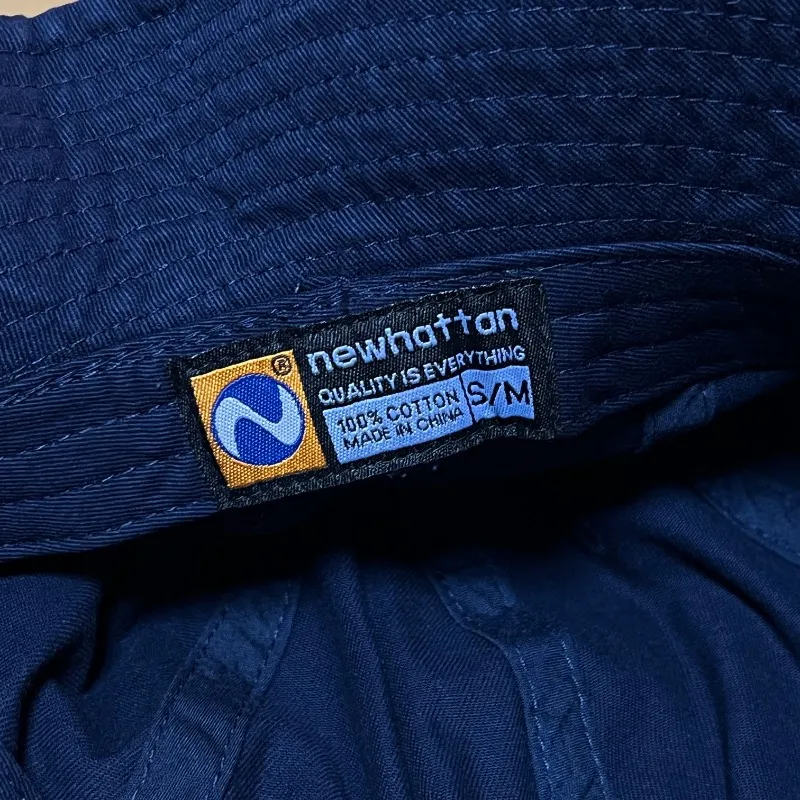 ®
newhattan
QUALITY IS EVERYTHING
100% COTTON
MADE IN CHINA
S/M